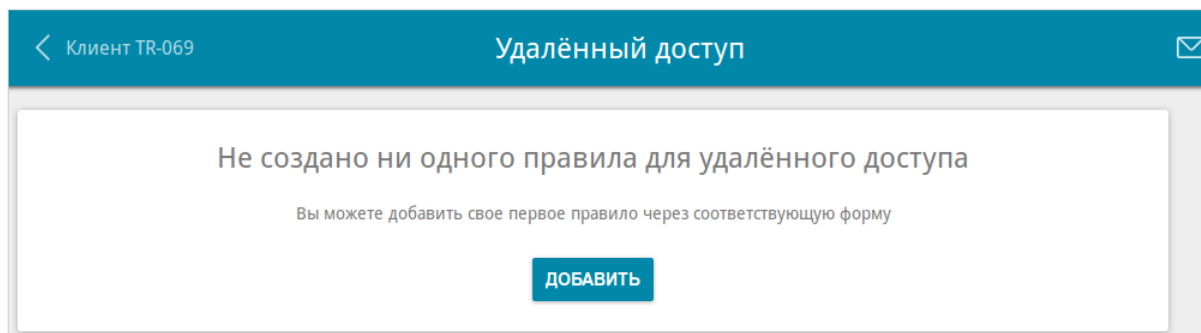 Клиент TR-069
Удалённый доступ
Не создано ни одного правила для удалённого доступа
Вы можете добавить свое первое правило через соответствующую форму
ДОБАВИТЬ